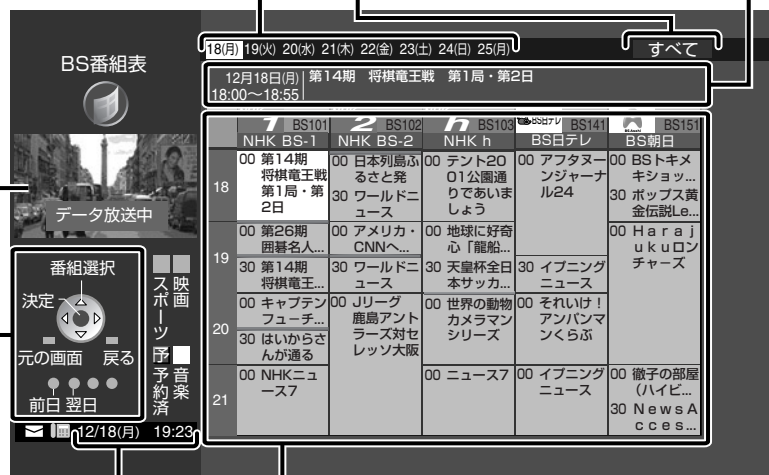 BS番組表
データ放送中
番組選択
決定
元の画面 戻る
前日 翌日
スポーツ
映画
予 予約済
音楽
12/18(月) 19:23
18(月) 19(火) 20(水) 21(木) 22(金) 23(土) 24(日) 25(月)
すべて
12月18日(月) 第14期 将棋竜王戦 第1局・第2日
18:00~18:55
1 BS101 2 BS102 h BS103 BS日テレ BS141 BS151
NHK BS-1 NHK BS-2 NHK h BS日テレ BS朝日
18
00 第14期
将棋竜王戦
第1局・第
2日
00 日本列島ふ
るさと発
30 ワールドニ
ュース
00 テント20
01公園通
りであいま
しょう
00 アフタヌー
ンジャーナ
ル24
00 BSトキメ
キショッ...
30 ポップス黄
金伝説Le...
19
00 第26期
囲碁名人...
30 第14期
将棋竜王...
00 アメリカ・
CNNへ...
30 ワールドニ
ュース
00 地球に好奇
心「龍船...
30 天皇杯全日
本サッカ...
30 イブニング
ニュース
00 Haraj
ukuロン
チャーズ
20
00 キャプテン
フューチ...
30 はいからさ
んが通る
00 Jリーグ
鹿島アント
ラーズ対セ
レッソ大阪
00 世界の動物
カメラマン
シリーズ
00 それいけ!
アンパンマ
ンくらぶ
21
00 NHKニュ
ース7
00 ニュース7
00 イブニング
ニュース
00 徹子の部屋
(ハイビ...
30 NewsA
cces...